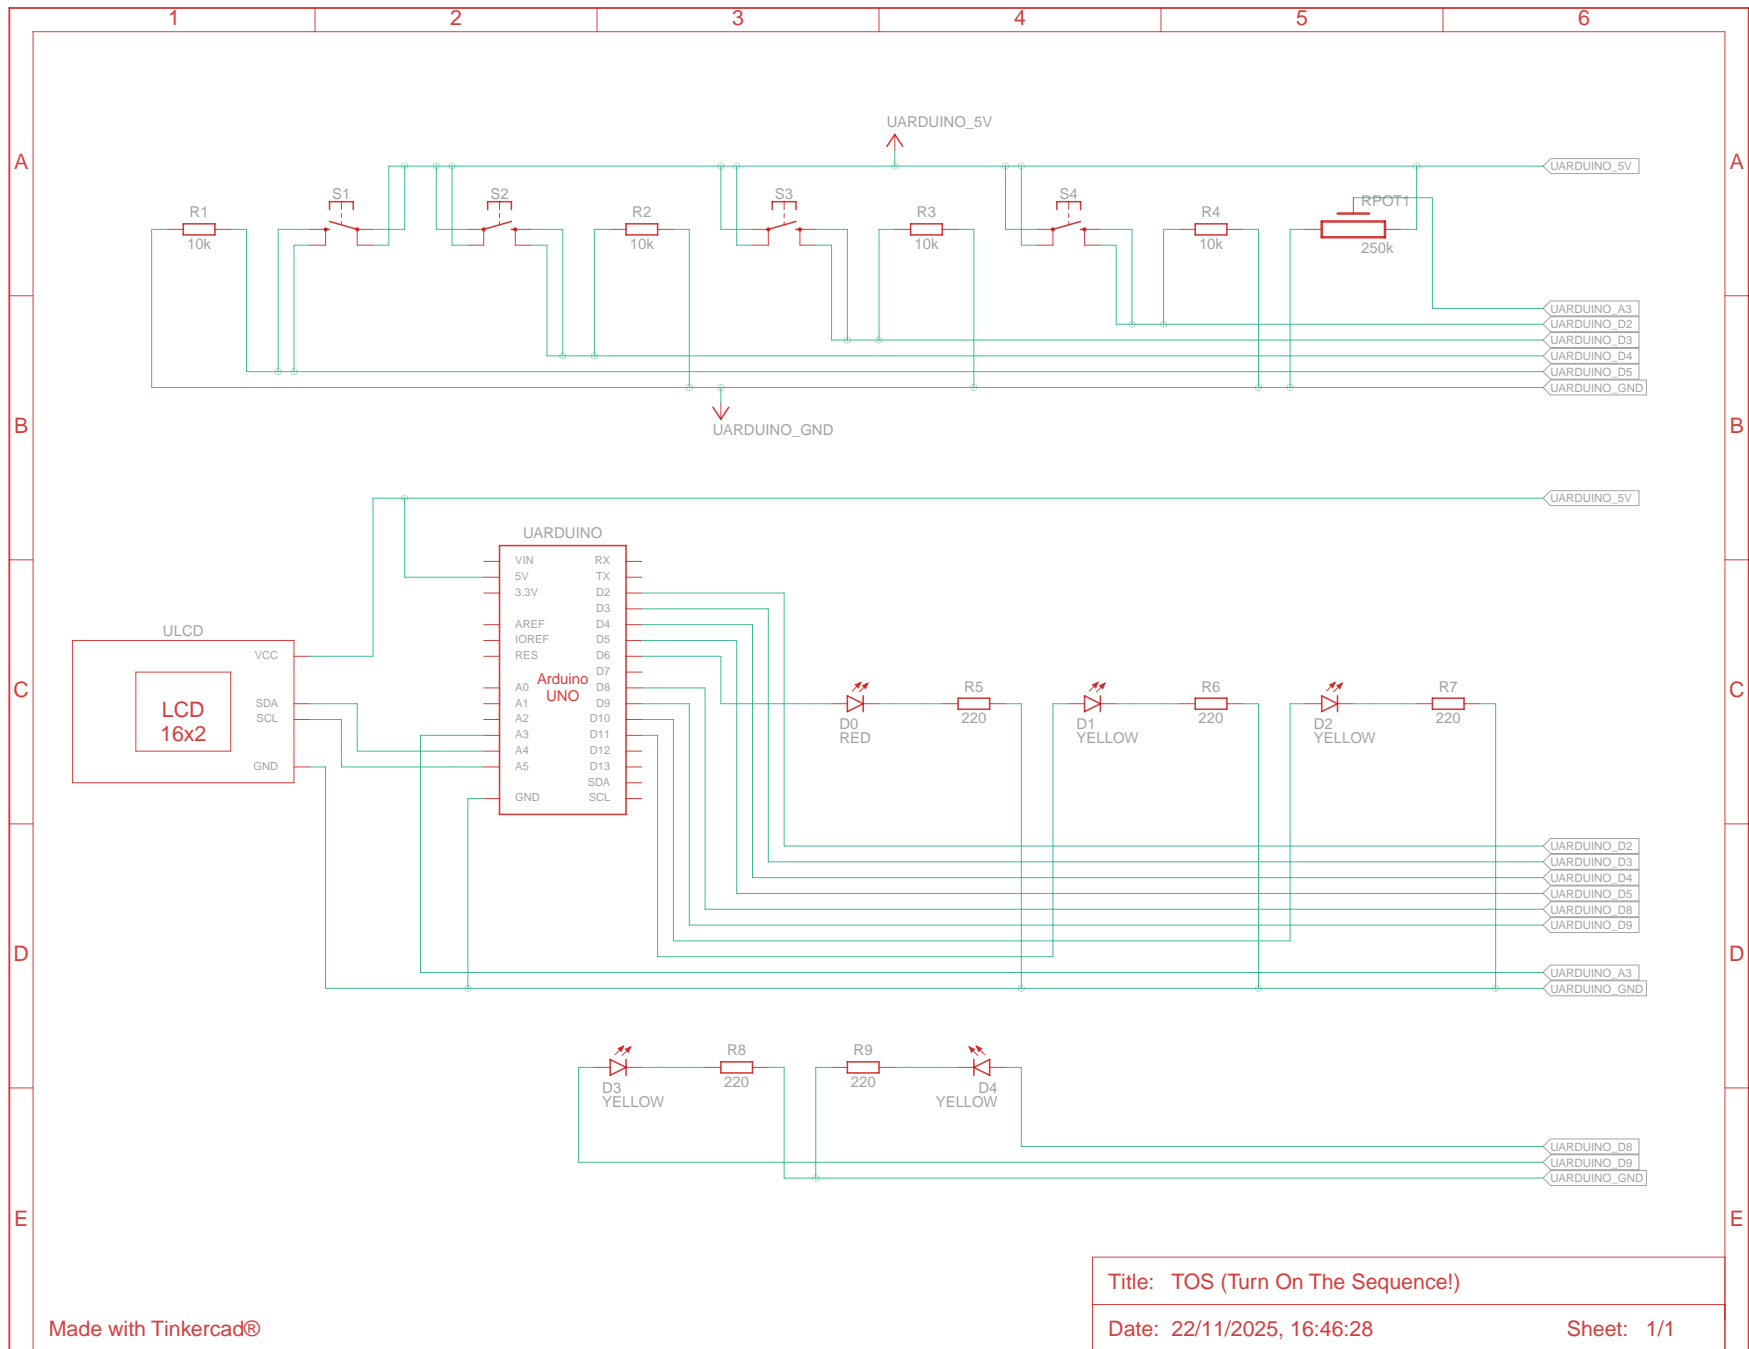 1 2 3 4 5 6
UARDUINO_5V
A A
UARDUINO_5V
S1 S2 S3 S4
RPOT1
R1 R2 R3 R4
10k 10k 10k 10k 250k
UARDUINO_A3
UARDUINO_D2
UARDUINO_D3
UARDUINO_D4
UARDUINO_D5
UARDUINO_GND
B B
UARDUINO_GND
UARDUINO_5V
UARDUINO
VIN RX
5V TX
3.3V D2
D3
AREF D4
IOREF D5
RES D6
D7
A0 D8
A1 D9
A2 D10
A3 D11
A4 D12
A5 D13
SDA
GND SCL
Arduino
UNO
ULCD
VCC
SDA
SCL
GND
LCD
16x2
C C
R5 R6 R7
220 220 220
D0 D1 D2
RED YELLOW YELLOW
UARDUINO_D2
UARDUINO_D3
UARDUINO_D4
UARDUINO_D5
UARDUINO_D8
UARDUINO_D9
D D
UARDUINO_A3
UARDUINO_GND
R8 R9
220 220
D3 D4
YELLOW YELLOW
UARDUINO_D8
UARDUINO_D9
UARDUINO_GND
E E
Title: TOS (Turn On The Sequence!)
Made with Tinkercad®
Date: 22/11/2025, 16:46:28 Sheet: 1/1